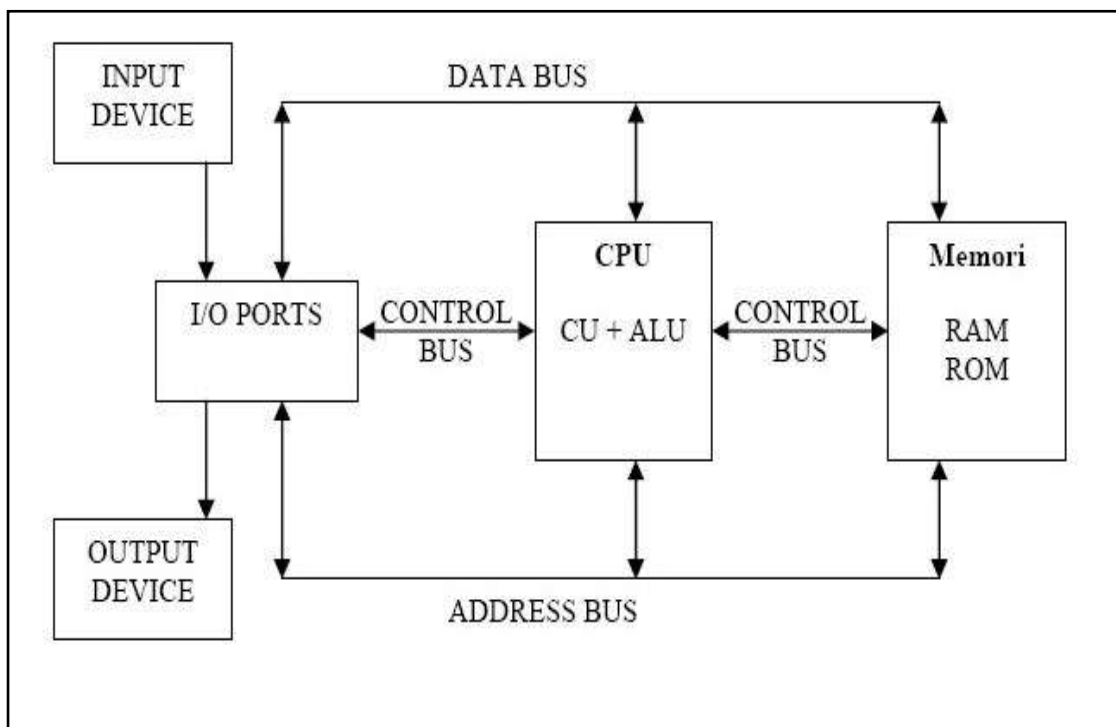 INPUT
DEVICE
DATA BUS
I/O PORTS
CONTROL
BUS
CPU
CU + ALU
CONTROL
BUS
Memori
RAM
ROM
OUTPUT
DEVICE
ADDRESS BUS